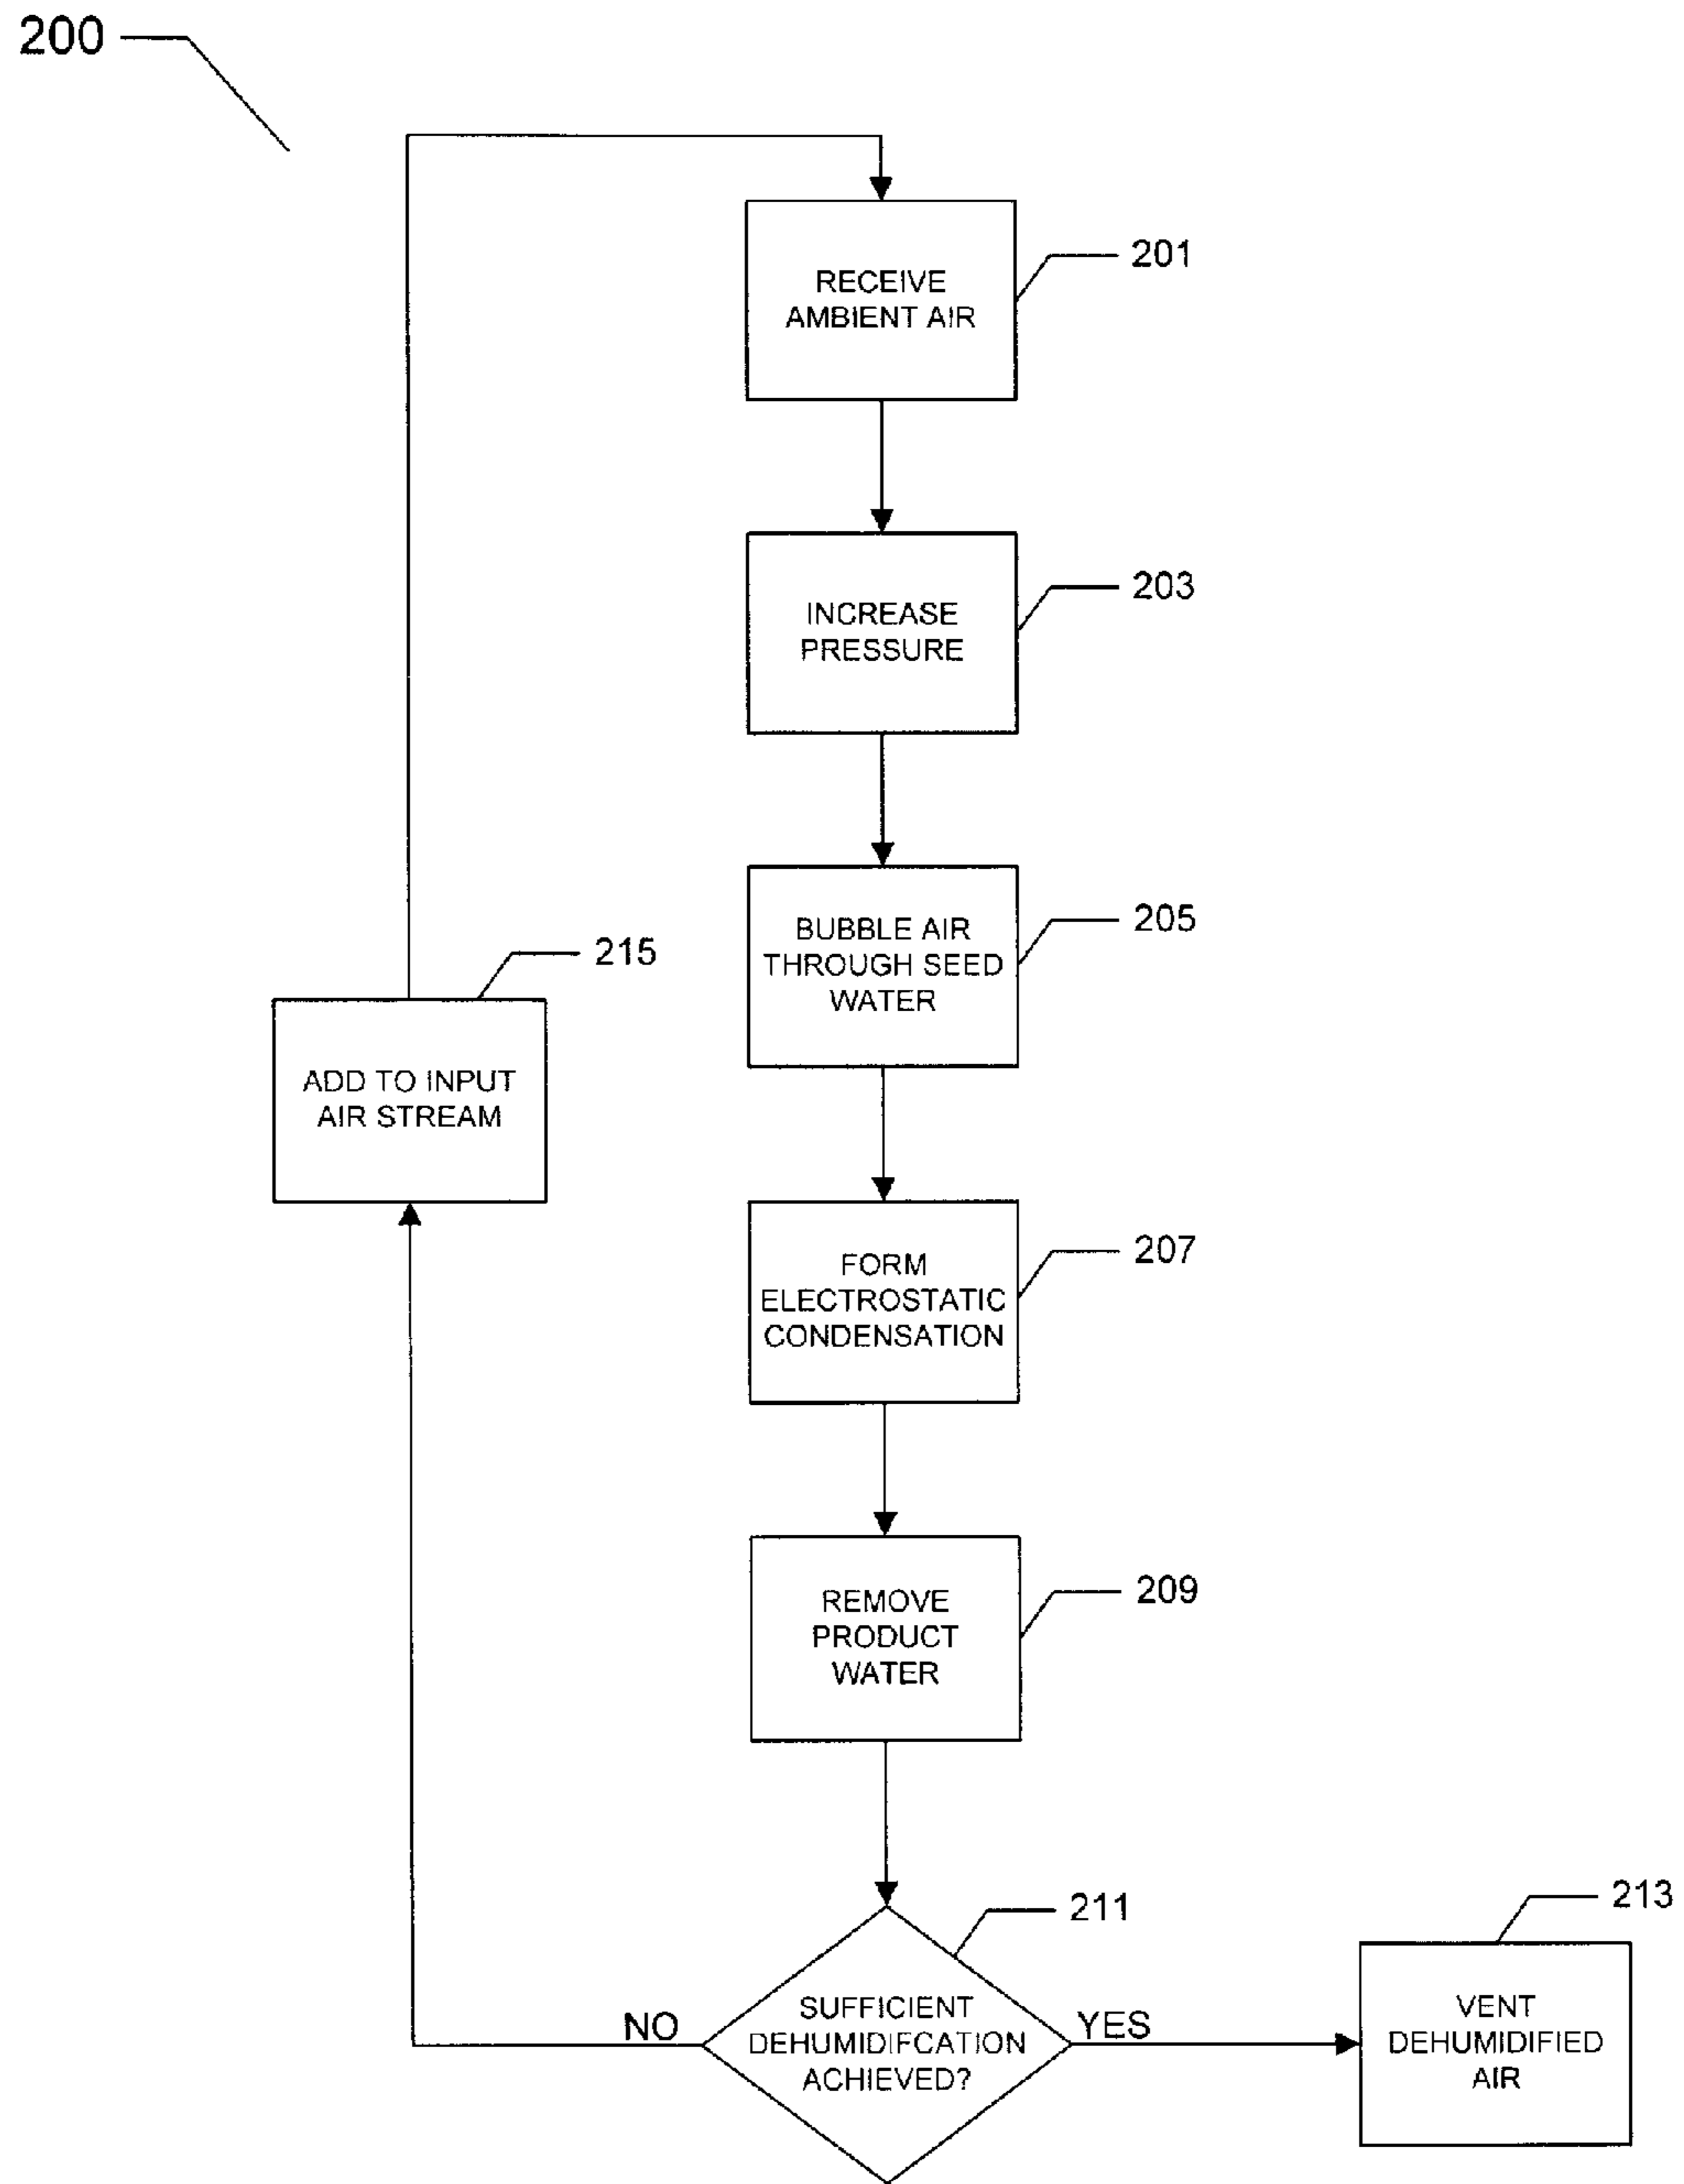 200
RECEIVE
AMBIENT AIR
201
INCREASE
PRESSURE
203
BUBBLE AIR
THROUGH SEED
WATER
205
215
ADD TO INPUT
AIR STREAM
FORM
ELECTROSTATIC
CONDENSATION
207
REMOVE
PRODUCT
WATER
209
211
SUFFICIENT
DEHUMIDIFCATION
ACHIEVED?
NO
YES
213
VENT
DEHUMIDIFIED
AIR